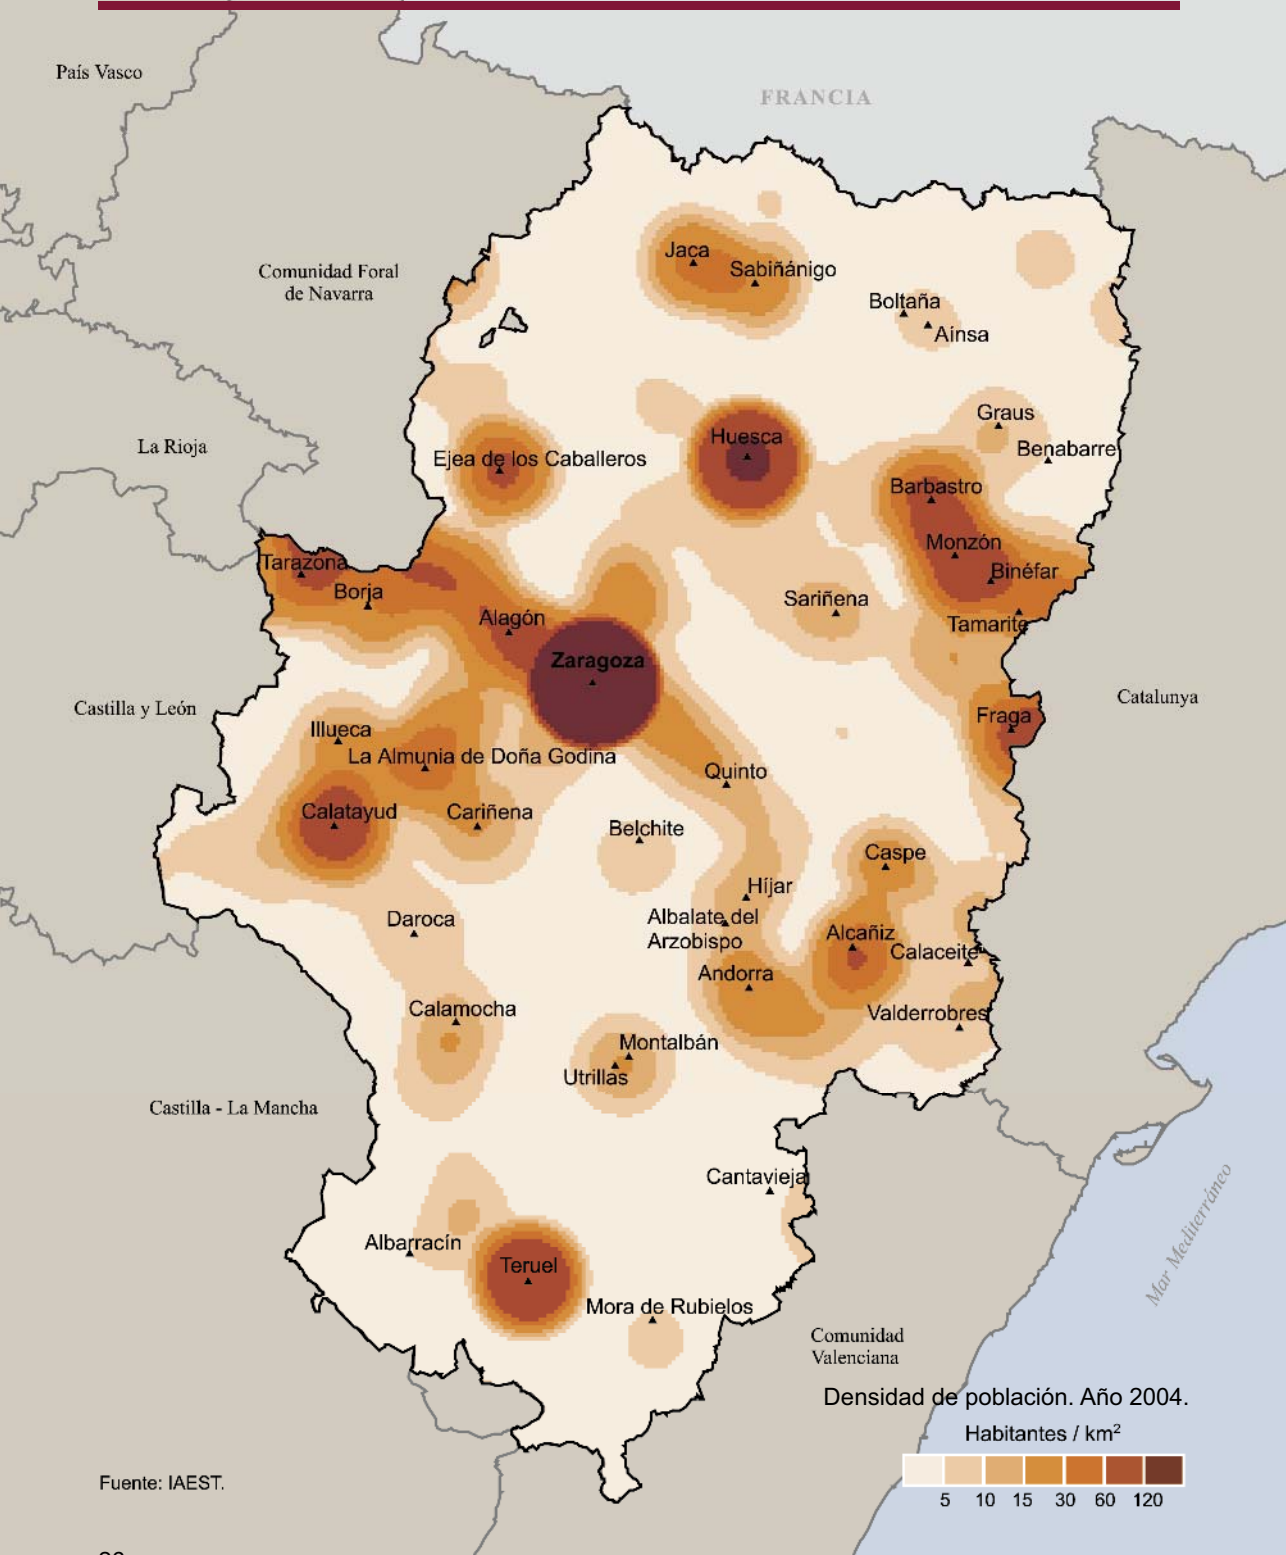 País Vasco
FRANCIA
Comunidad Foral
de Navarra
Jaca
Sabiñánigo
Boltaña
Aínsa
La Rioja
Graus
Huesca
Benabarre
Ejea de los Caballeros
Barbastro
Monzón
Tarazona
Binéfar
Borja
Sariñena
Alagón
Tamarite
Zaragoza
Catalunya
Castilla y León
Fraga
Illueca
La Almunia de Doña Godina
Quinto
Calatayud
Cariñena
Belchite
Caspe
Híjar
Daroca
Albalate del
Arzobispo
Alcañiz
Calaceite
Andorra
Calamocha
Valderrobres
Montalbán
Utrillas
Castilla - La Mancha
Cantavieja
Mar Mediterráneo
Albarracín
Teruel
Mora de Rubielos
Comunidad
Valenciana
Densidad de población. Año 2004.
Habitantes / km²
Fuente: IAEST.
5 10 15 30 60 120